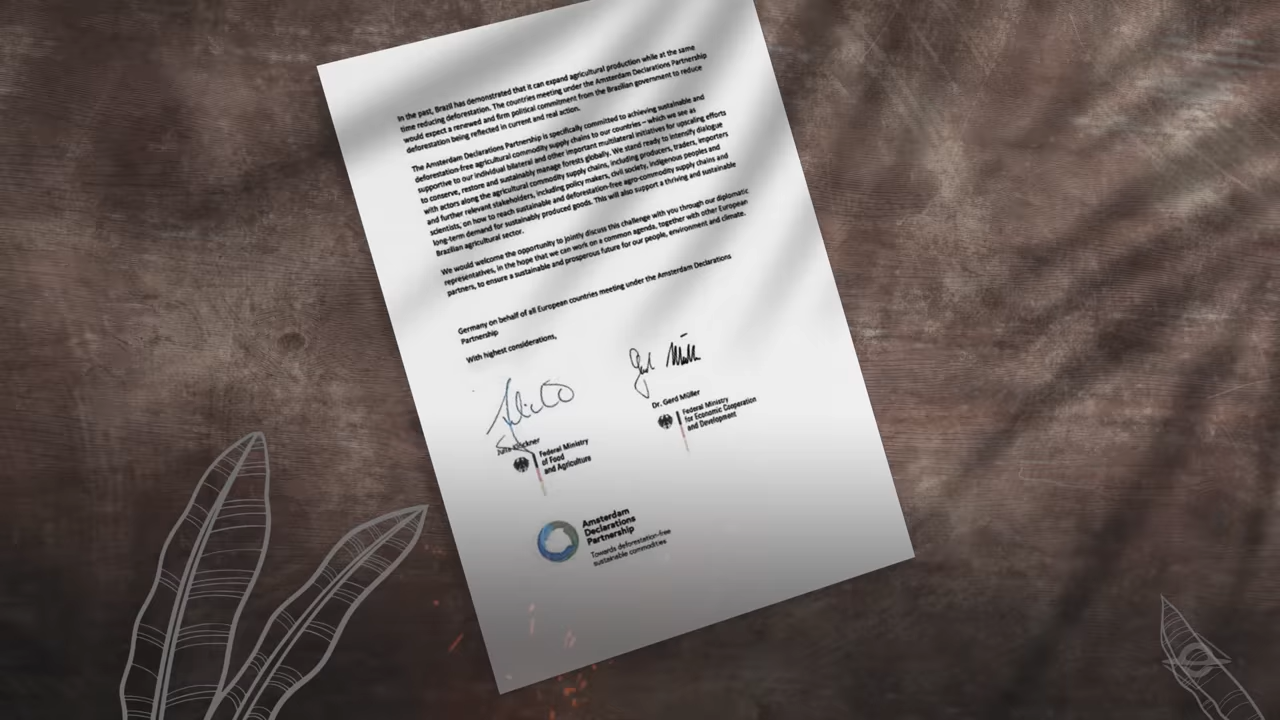 In the past, Brazil has demonstrated that it can expand agricultural production while at the same
time reducing deforestation. The countries meeting under the Amsterdam Declarations Partnership
would expect a renewed and firm political commitment from the Brazilian government to reduce
deforestation being reflected in current and real action.
The Amsterdam Declarations Partnership is specifically committed to achieving sustainable and
deforestation-free agricultural commodity supply chains to our countries – which we see as
supportive to our individual bilateral and other important multilateral initiatives for upscaling efforts
to conserve, restore and sustainably manage forests globally. We stand ready to intensify dialogue
with actors along the agricultural commodity supply chains, including producers, traders, importers
and further relevant stakeholders, including policy makers, civil society, indigenous peoples and
scientists, on how to reach sustainable and deforestation-free agro-commodity supply chains and
long-term demand for sustainably produced goods. This will also support a thriving and sustainable
Brazilian agricultural sector.
We would welcome the opportunity to jointly discuss this challenge with you through our diplomatic
representatives, in the hope that we can work on a common agenda, together with other European
partners, to ensure a sustainable and prosperous future for our people, environment and climate.
Germany on behalf of all European countries meeting under the Amsterdam Declarations
Partnership
With highest considerations,
Dr. Gerd Müller
Federal Ministry
for Economic Cooperation
and Development
Federal Ministry
of Food
and Agriculture
Amsterdam
Declarations
Partnership
Towards deforestation-free
sustainable commodities